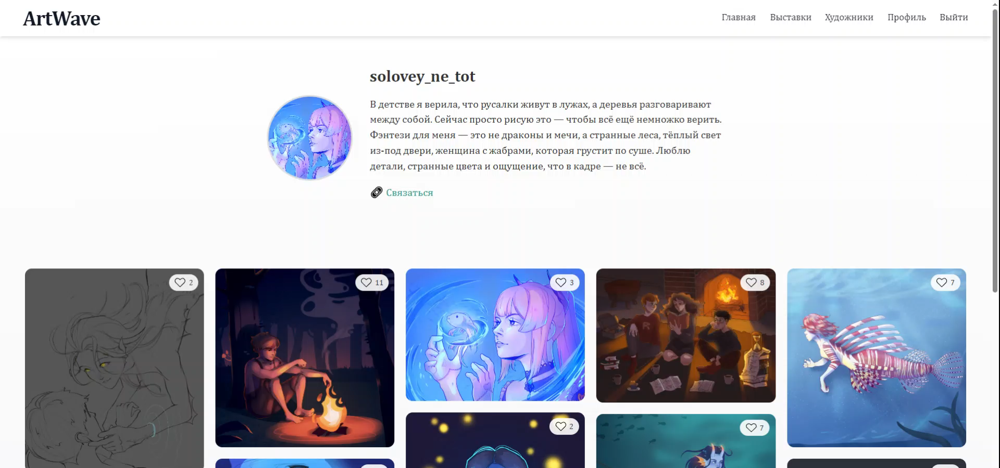 ArtWave
Главная Выставки Художники Профиль Выйти
solovey_ne_tot
В детстве я верила, что русалки живут в лужах, а деревья разговаривают
между собой. Сейчас просто рисую это — чтобы всё ещё немножко верить.
Фэнтези для меня — это не драконы и мечи, а странные леса, тёплый свет
из-под двери, женщина с жабрами, которая грустит по суше. Люблю
детали, странные цвета и ощущение, что в кадре — не всё.
Связаться
2
11
3
8
7
R
2
7